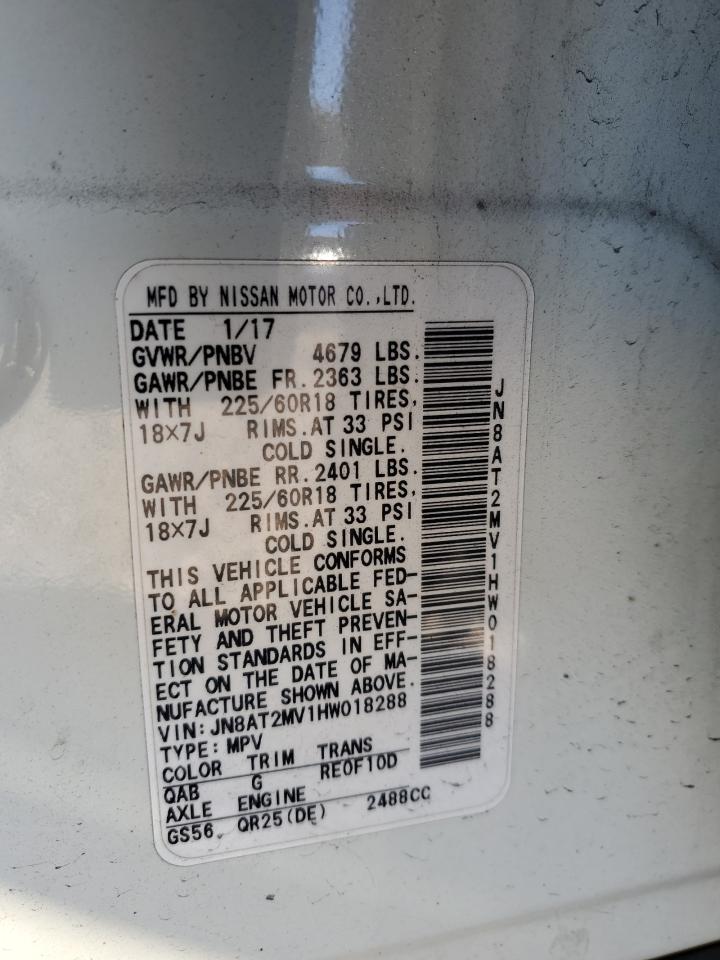 MFD BY NISSAN MOTOR CO.,LTD.
DATE 1/17
GVWR/PNBV 4679 LBS.
GAWR/PNBE FR. 2363 LBS.
WITH 225/60R18 TIRES,
18×7J RIMS.AT 33 PSI
COLD SINGLE.
GAWR/PNBE RR. 2401 LBS.
WITH 225/60R18 TIRES,
18×7J RIMS.AT 33 PSI
COLD SINGLE.
THIS VEHICLE CONFORMS
TO ALL APPLICABLE FED-
ERAL MOTOR VEHICLE SA-
FETY AND THEFT PREVEN-
TION STANDARDS IN EFF-
ECT ON THE DATE OF MA-
NUFACTURE SHOWN ABOVE.
VIN: JN8AT2MV1HW018288
TYPE: MPV
COLOR TRIM TRANS
QAB G RE0F10D
AXLE ENGINE
GS56 QR25(DE) 2488CC
JN8AT2MV1HW018288